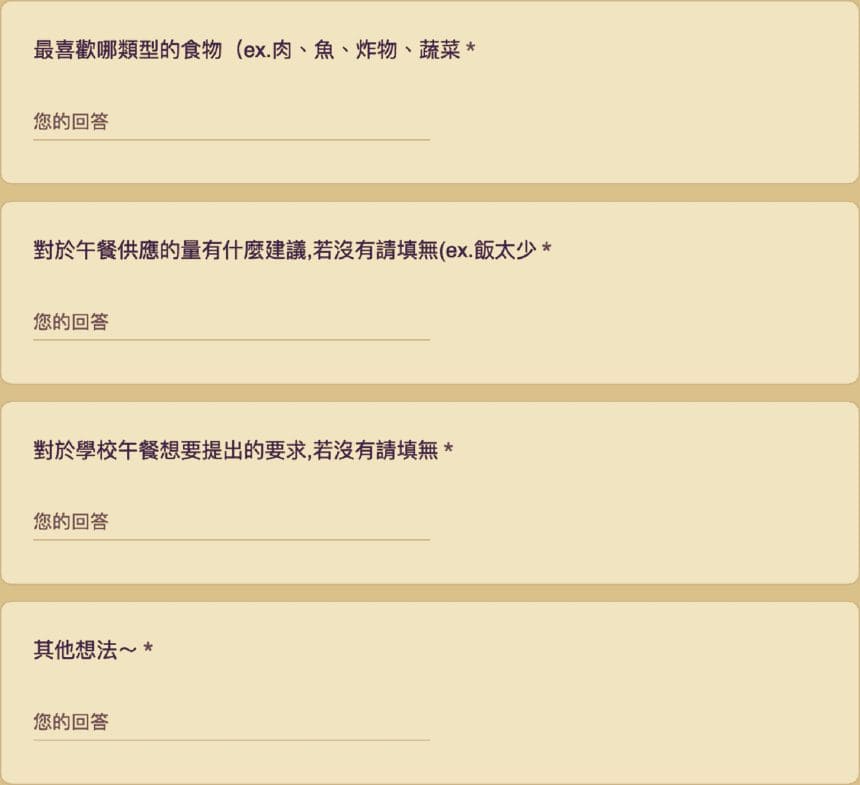 最喜歡哪類型的食物（ex.肉、魚、炸物、蔬菜 *
您的回答
對於午餐供應的量有什麼建議,若沒有請填無(ex.飯太少 *
您的回答
對於學校午餐想要提出的要求,若沒有請填無 *
您的回答
其他想法～ *
您的回答